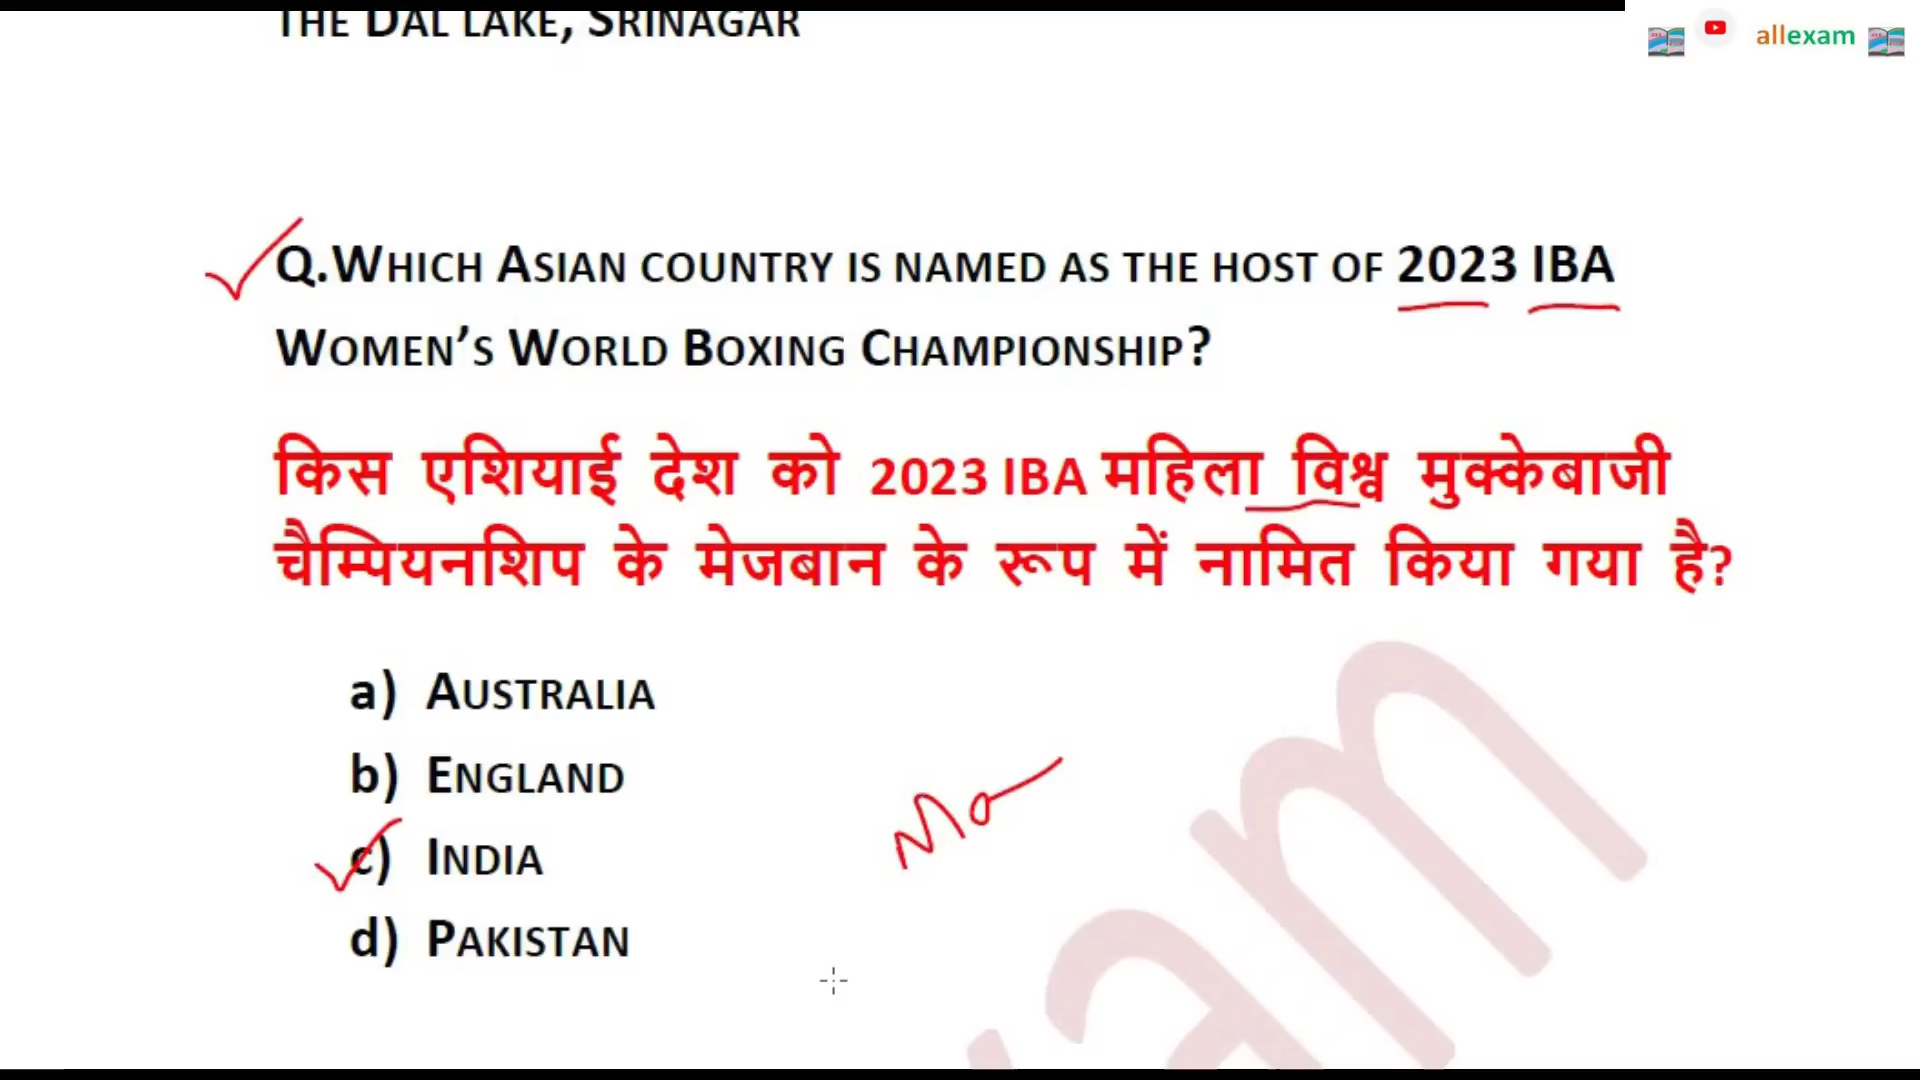 THE DAL LAKE, SRINAGAR
allexam
Q.WHICH ASIAN COUNTRY IS NAMED AS THE HOST OF 2023 IBA
WOMEN’S WORLD BOXING CHAMPIONSHIP?
किस एशियाई देश को 2023 IBA महिला विश्व मुक्केबाजी
चैम्पियनशिप के मेजबान के रूप में नामित किया गया है?
a) AUSTRALIA
b) ENGLAND
c) INDIA
d) PAKISTAN